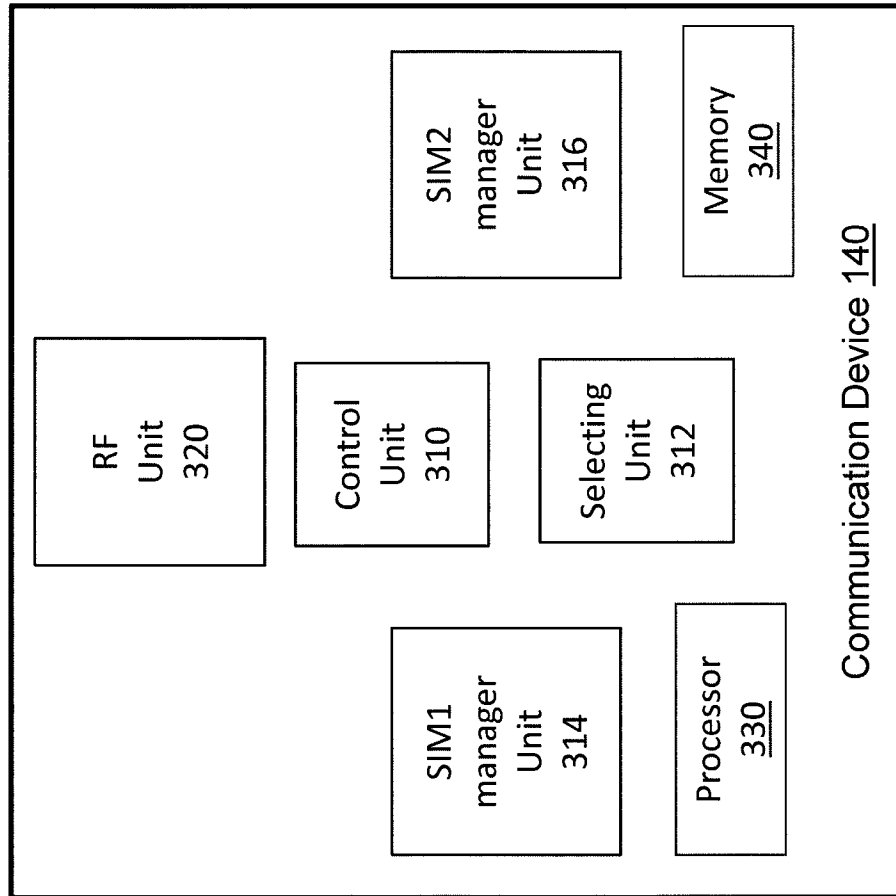 RF
Unit
320
Control
Unit
310
SIM1
manager
Unit
314
SIM2
manager
Unit
316
Selecting
Unit
312
Processor
330
Memory
340
Communication Device 140